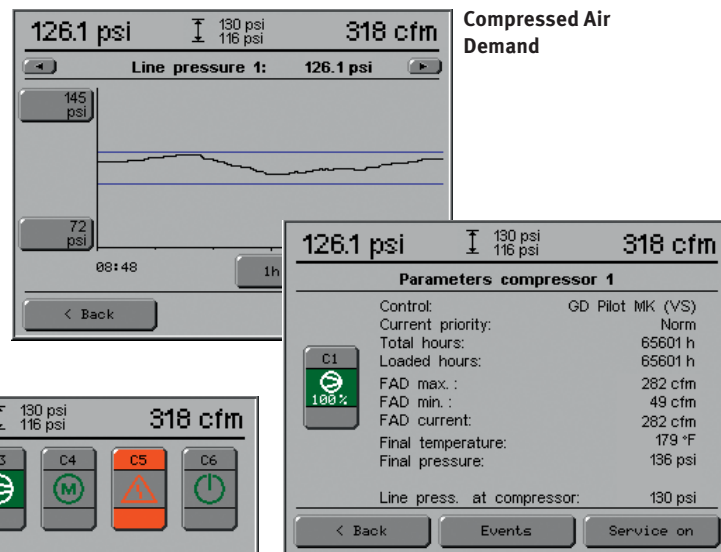 126.1 psi 130 psi 318 cfm
116 psi
Line pressure 1: 126.1 psi
145
psi
72
psi
08:48 1h
< Back
Compressed Air
Demand
126.1 psi 130 psi 318 cfm
116 psi
Parameters compressor 1
C1
100%
Control: GD Pilot MK (VS)
Current priority: Norm
Total hours: 65601 h
Loaded hours: 65601 h
FAD max. : 282 cfm
FAD min. : 49 cfm
FAD current: 282 cfm
Final temperature: 179 °F
Final pressure: 136 psi
Line press. at compressor: 130 psi
< Back Events Service on
130 psi 318 cfm
116 psi
3 C4 C5 C6
M